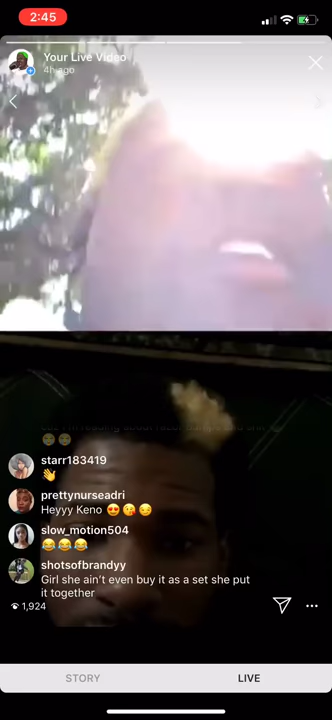 2:45
Your Live Video
4h ago
starr183419
👋
prettynurseadri
Heyyy Keno 😍😘😏
slow_motion504
😂😂😂
shotsofbrandyy
Girl she ain’t even buy it as a set she put
it together
1,924
STORY
LIVE